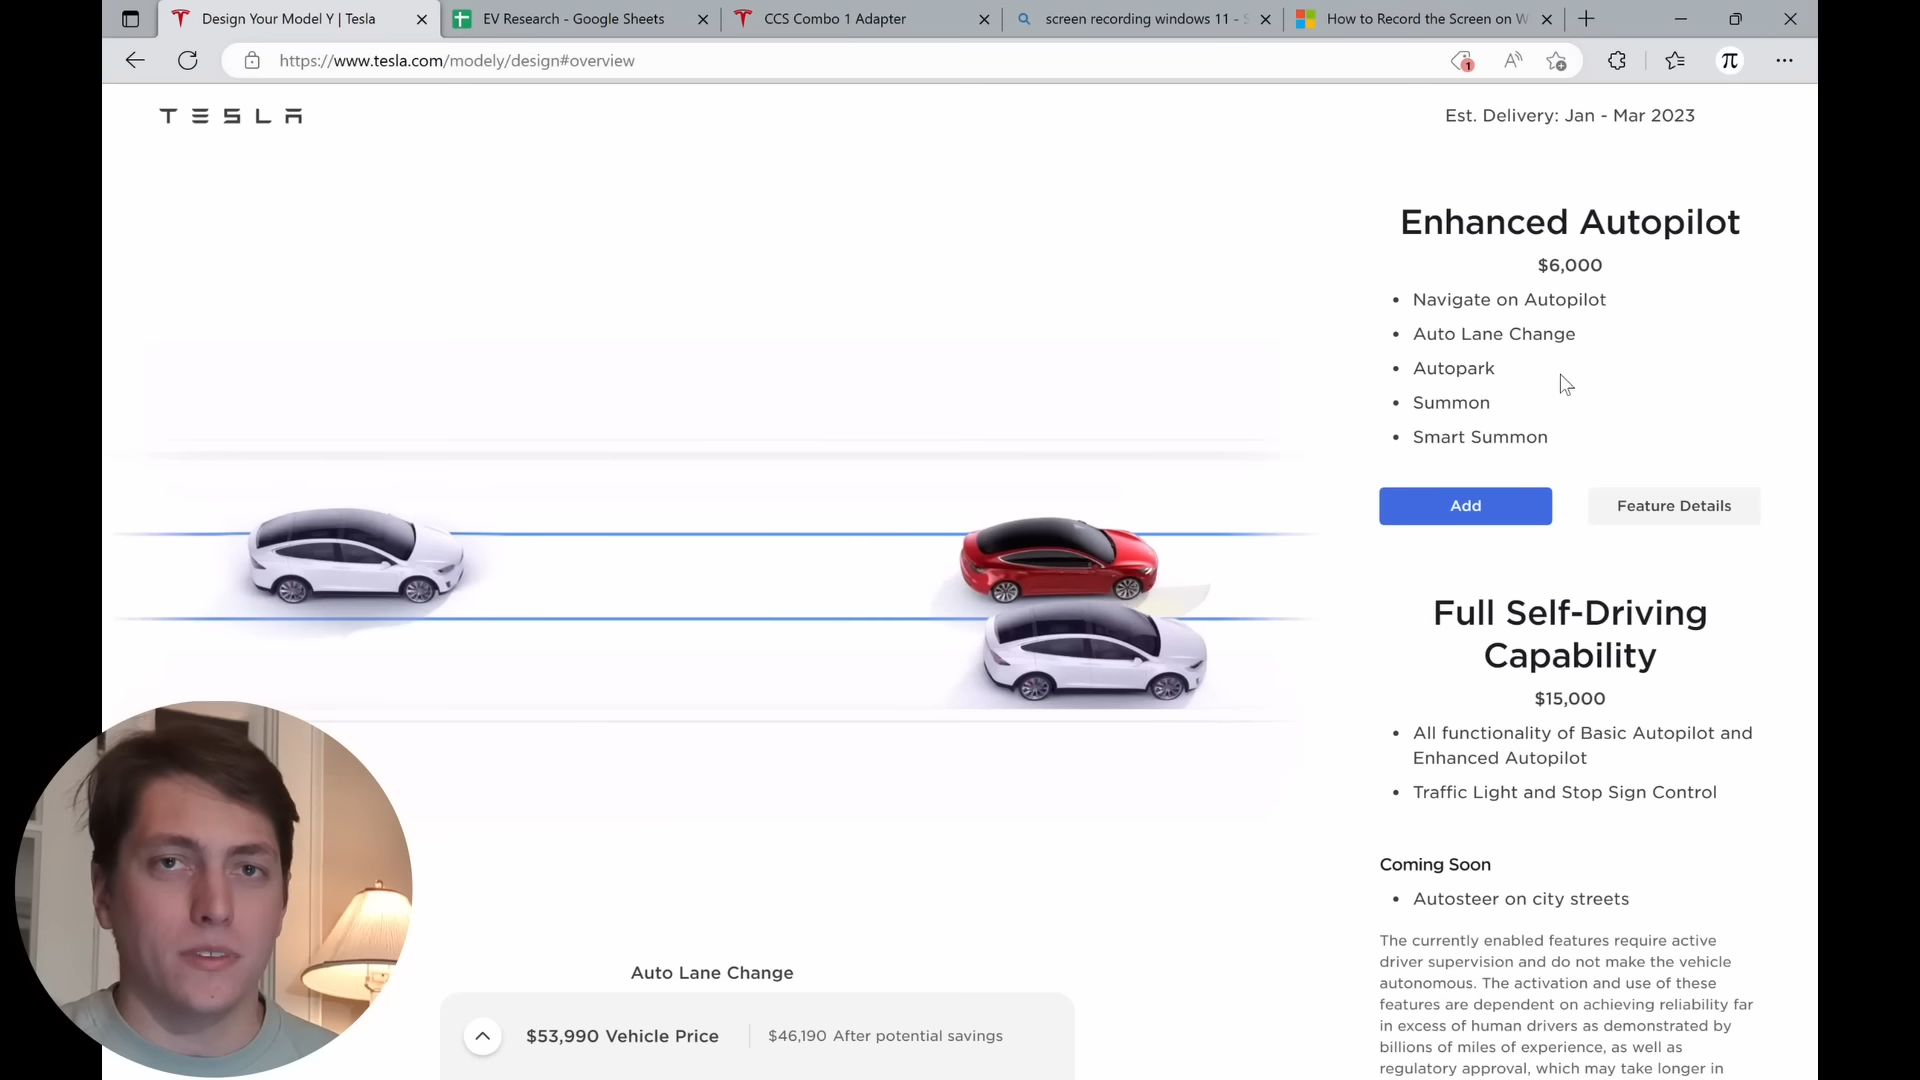 Design Your Model Y | Tesla
EV Research - Google Sheets
CCS Combo 1 Adapter
screen recording windows 11 -
How to Record the Screen on W
https://www.tesla.com/modely/design#overview
1
π
TESLA
Est. Delivery: Jan - Mar 2023
Enhanced Autopilot
$6,000
• Navigate on Autopilot
• Auto Lane Change
• Autopark
• Summon
• Smart Summon
Add
Feature Details
Full Self-Driving
Capability
$15,000
• All functionality of Basic Autopilot and
Enhanced Autopilot
• Traffic Light and Stop Sign Control
Coming Soon
• Autosteer on city streets
The currently enabled features require active
driver supervision and do not make the vehicle
autonomous. The activation and use of these
features are dependent on achieving reliability far
in excess of human drivers as demonstrated by
billions of miles of experience, as well as
regulatory approval, which may take longer in
Auto Lane Change
$53,990 Vehicle Price
$46,190 After potential savings